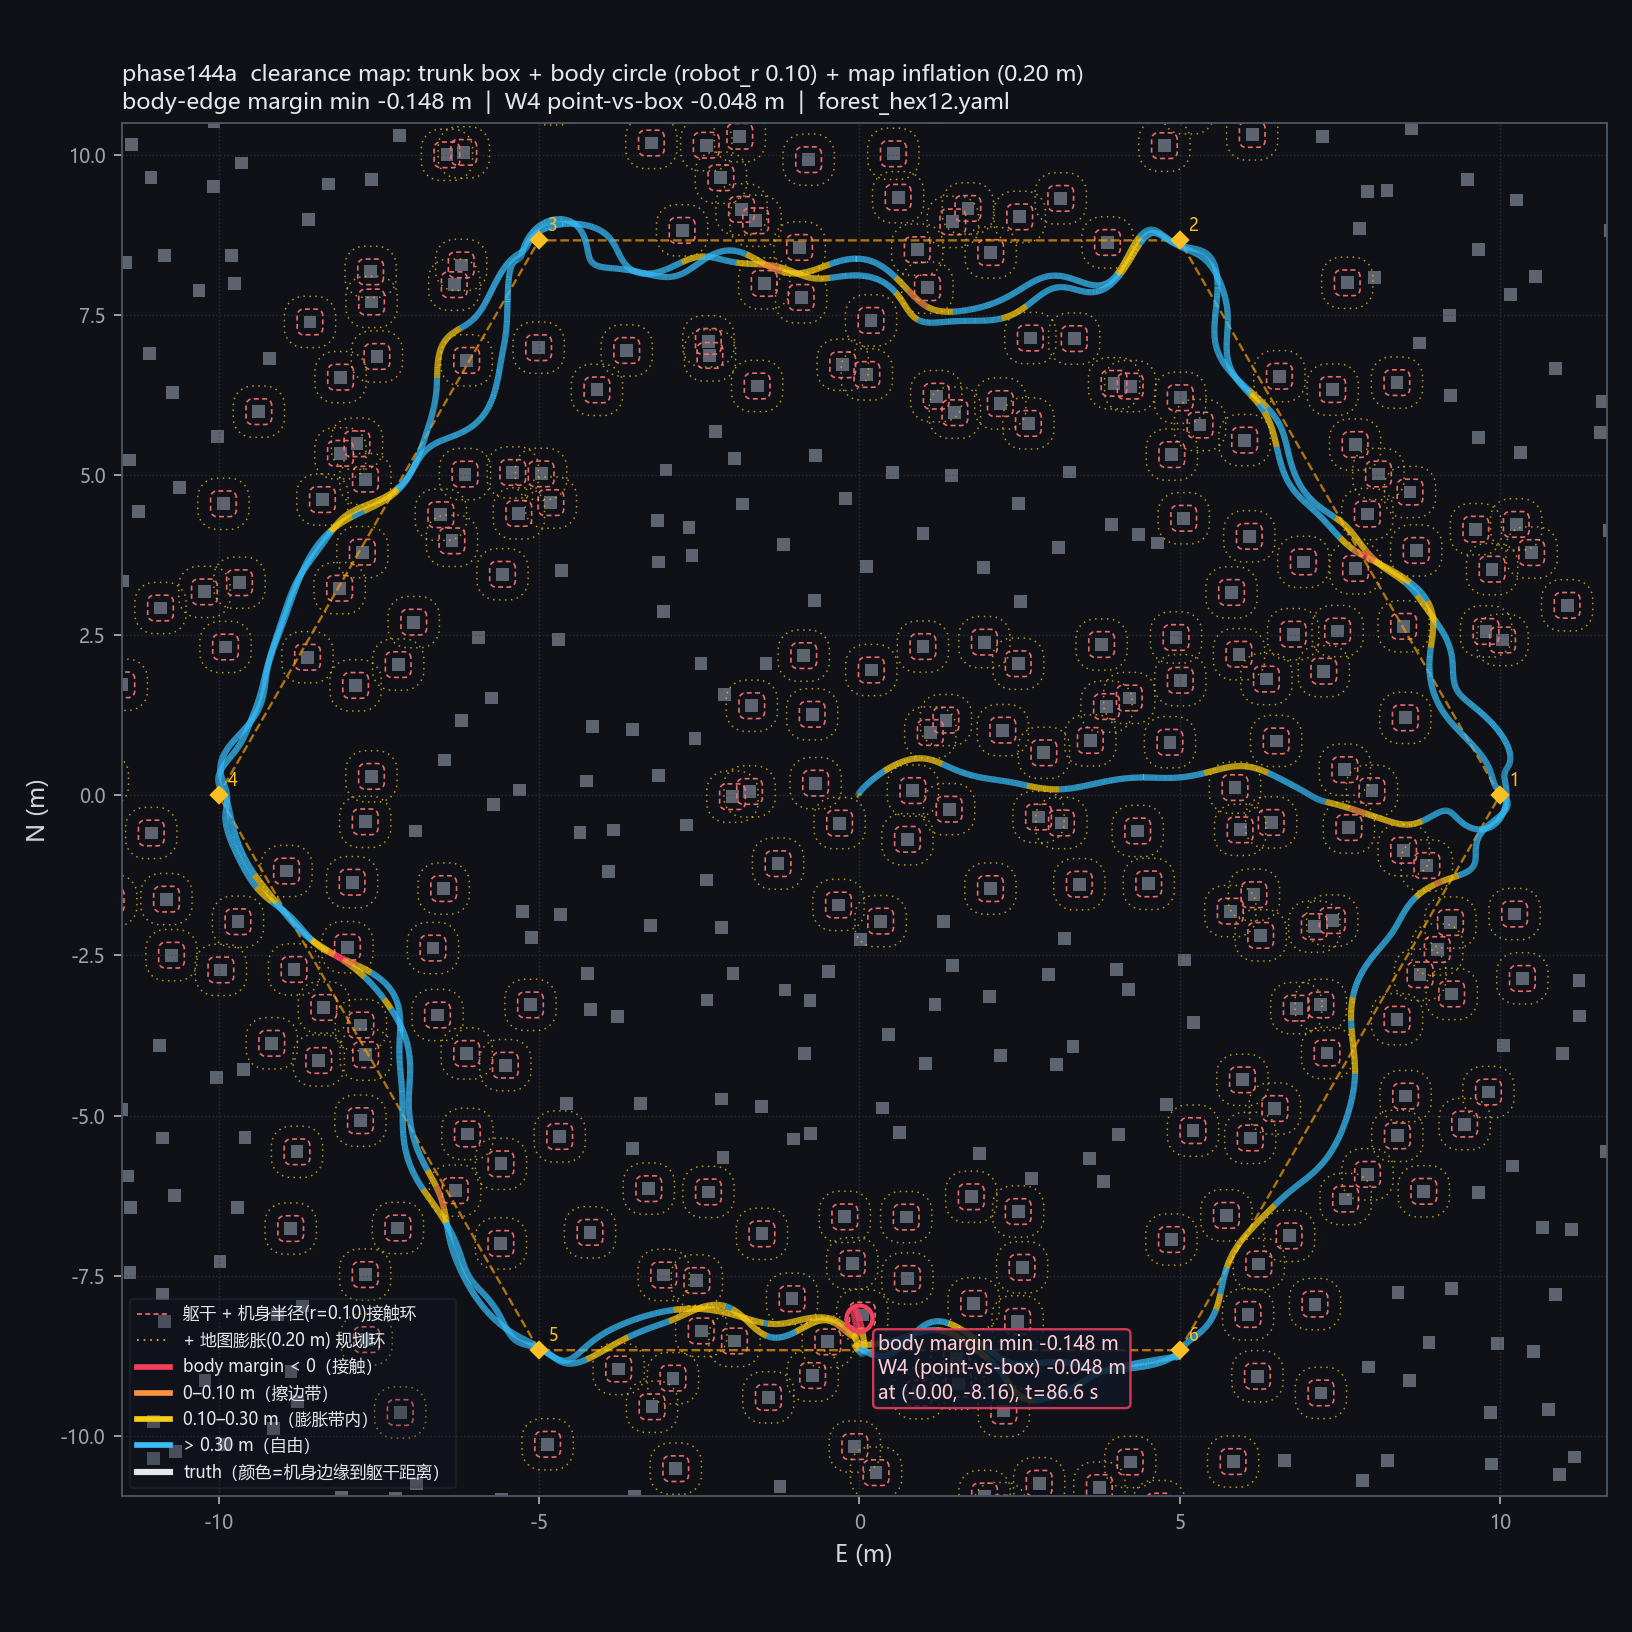 phase144a  clearance map: trunk box + body circle (robot_r 0.10) + map inflation (0.20 m)
body-edge margin min -0.148 m  |  W4 point-vs-box -0.048 m  |  forest_hex12.yaml
N (m)
10.0
7.5
5.0
2.5
0.0
-2.5
-5.0
-7.5
-10.0
3
2
4
1
5
6
body margin min -0.148 m
W4 (point-vs-box) -0.048 m
at (-0.00, -8.16), t=86.6 s
躯干 + 机身半径(r=0.10)接触环
+ 地图膨胀(0.20 m) 规划环
body margin < 0（接触）
0–0.10 m（擦边带）
0.10–0.30 m（膨胀带内）
> 0.30 m（自由）
truth（颜色=机身边缘到躯干距离）
-10
-5
0
5
10
E (m)